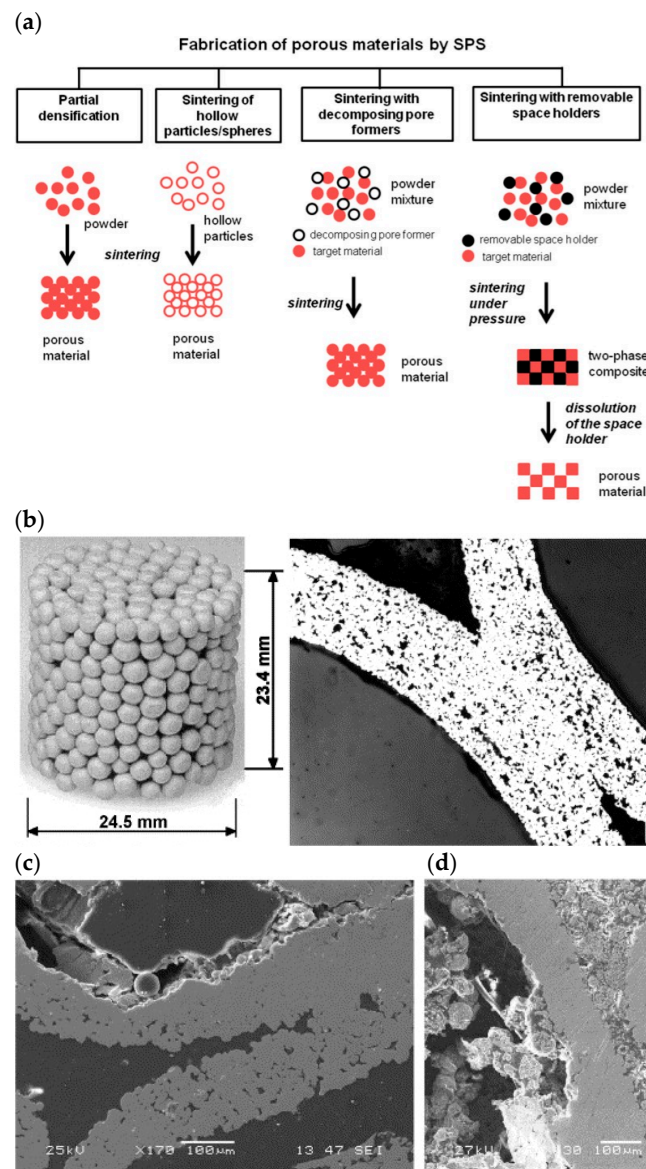 (a)
Fabrication of porous materials by SPS
Partial
densification
Sintering of
hollow
particles/spheres
Sintering with
decomposing pore
formers
Sintering with removable
space holders
powder
hollow
particles
sintering
porous
material
porous
material
powder
mixture
decomposing pore former
target material
sintering
porous
material
powder
mixture
removable space holder
target material
sintering
under
pressure
two-phase
composite
dissolution
of the space
holder
porous
material
(b)
23.4 mm
24.5 mm
(c)
25kV X170 100µm 13 47 SEI
(d)
27kV 100µm